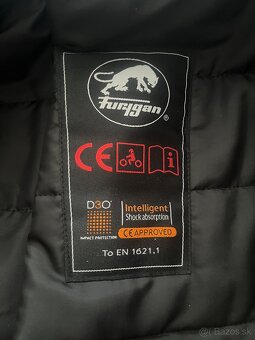 Furygan
CE
i
D3O
IMPACT PROTECTION
Intelligent
Shock absorption
CE APPROVED
To EN 1621.1
© Bazos.sk